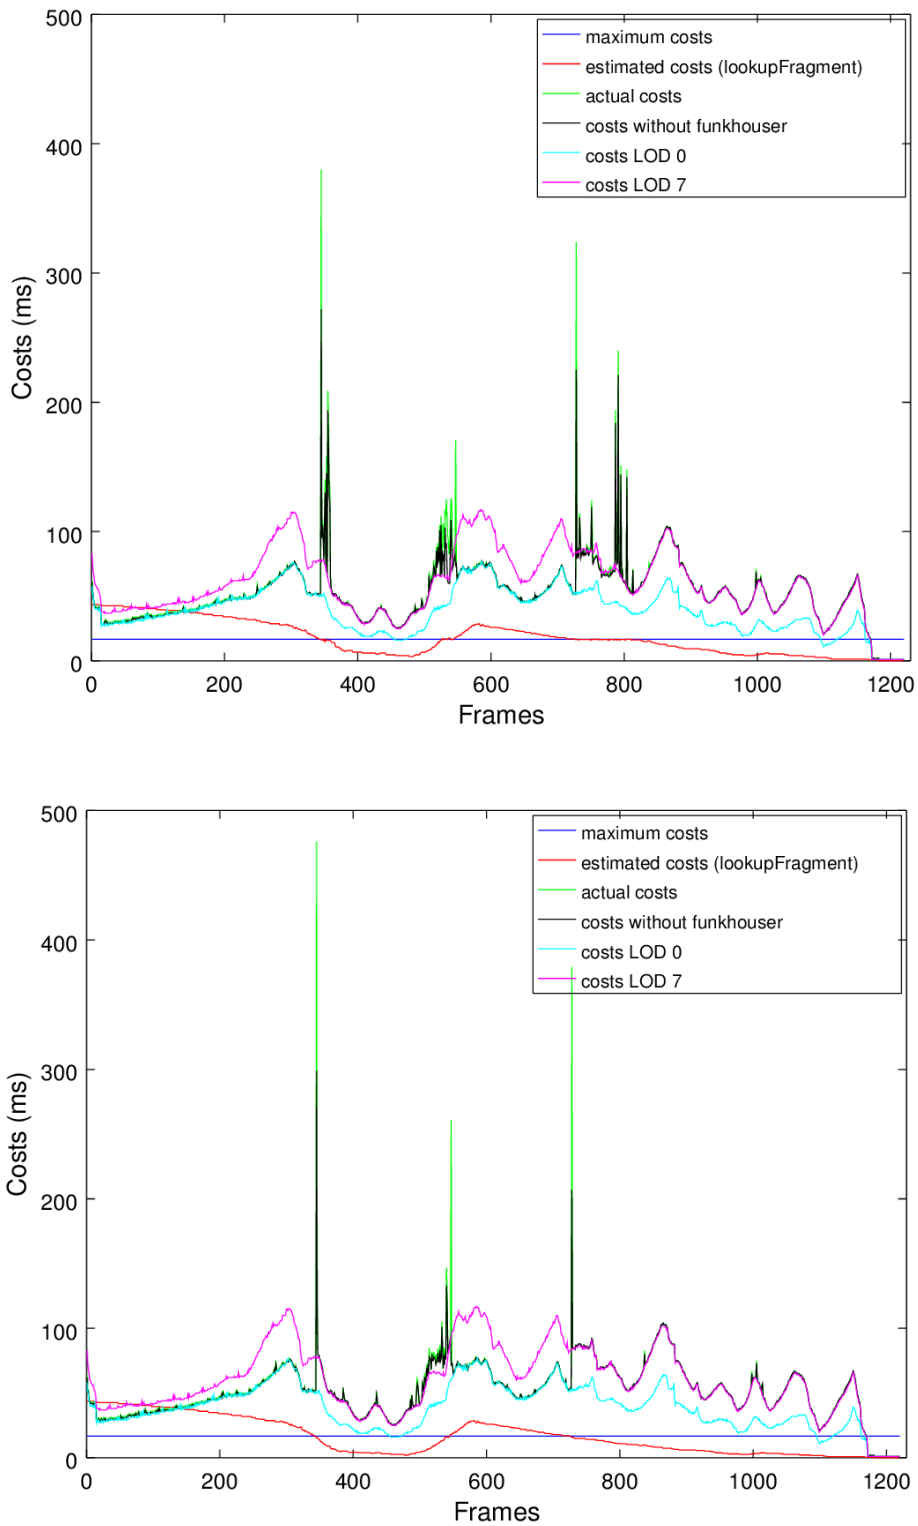 500
400
300
200
100
0
Costs (ms)
maximum costs
estimated costs (lookupFragment)
actual costs
costs without funkhouser
costs LOD 0
costs LOD 7
0 200 400 600 800 1000 1200
Frames
500
400
300
200
100
0
Costs (ms)
maximum costs
estimated costs (lookupFragment)
actual costs
costs without funkhouser
costs LOD 0
costs LOD 7
0 200 400 600 800 1000 1200
Frames